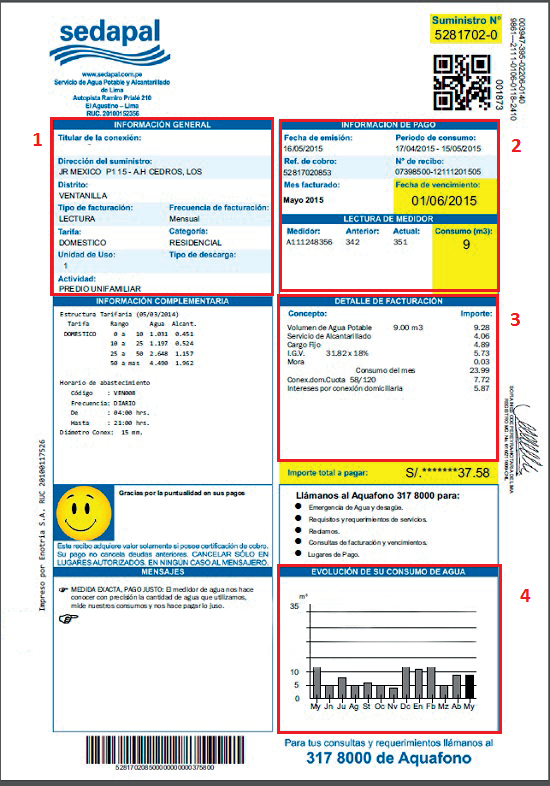 sedapal
www.sedapal.com.pe
Servicio de Agua Potable y Alcantarillado
de Lima
Autopista Ramiro Prialé 210
El Agustino - Lima
RUC. 20100152356
Suministro Nº
5281702-0
001873
003947-395-02206-0140
9861--2111-0106-0118-2410
1
INFORMACIÓN GENERAL
Titular de la conexión:
Dirección del suministro:
JR MEXICO P1 15 - A.H CEDROS, LOS
Distrito:
VENTANILLA
Tipo de facturación: Frecuencia de facturación:
LECTURA Mensual
Tarifa: Categoría:
DOMESTICO RESIDENCIAL
Unidad de Uso: Tipo de descarga:
1
Actividad:
PREDIO UNIFAMILIAR
2
INFORMACION DE PAGO
Fecha de emisión: Periodo de consumo:
16/05/2015 17/04/2015 - 15/05/2015
Ref. de cobro: Nº de recibo:
52817020853 07398500-12111201505
Mes facturado: Fecha de vencimiento:
Mayo 2015 01/06/2015
LECTURA DE MEDIDOR
Medidor: Anterior: Actual: Consumo (m3):
A111248356 342 351 9
INFORMACIÓN COMPLEMENTARIA
Estructura Tarifaria (05/03/2014)
Tarifa Rango Agua Alcant.
DOMESTICO 0 a 10 1.031 0.451
10 a 25 1.197 0.524
25 a 50 2.648 1.157
50 a mas 4.490 1.962
Horario de abastecimiento
Código : VEN008
Frecuencia: DIARIO
De : 04:00 hrs.
Hasta : 21:00 hrs.
Diámetro Conex: 15 mm.
3
DETALLE DE FACTURACIÓN
Concepto: Importe:
Volumen de Agua Potable 9.00 m3 9.28
Servicio de Alcantarillado 4.06
Cargo Fijo 4.89
I.G.V. 31.82 x 18% 5.73
Mora 0.03
Consumo del mes 23.99
Conex.dom.Cuota 58/120 7.72
Intereses por conexión domiciliaria 5.87
Importe total a pagar: S/.*******37.58
Gracias por la puntualidad en sus pagos
Este recibo adquiere valor solamente si posee certificación de cobro.
Su pago no cancela deudas anteriores. CANCELAR SÓLO EN
LUGARES AUTORIZADOS. EN NINGÚN CASO AL MENSAJERO.
Llámanos al Aquafono 317 8000 para:
Emergencia de Agua y desagüe.
Requisitos y requerimientos de servicios.
Reclamos.
Consultas de facturación y vencimientos.
Lugares de Pago.
MENSAJES
MEDIDA EXACTA, PAGO JUSTO: El medidor de agua nos hace
conocer con precisión la cantidad de agua que utilizamos,
mide nuestros consumos y nos hace pagar lo juso.
4
EVOLUCIÓN DE SU CONSUMO DE AGUA
m³
35
10
5
0
My Jn Ju Ag St Oc Nv Dc En Fb Mz Ab My
Impreso por Enotria S.A. RUC 20100117526
Para tus consultas y requerimientos llámanos al
317 8000 de Aquafono